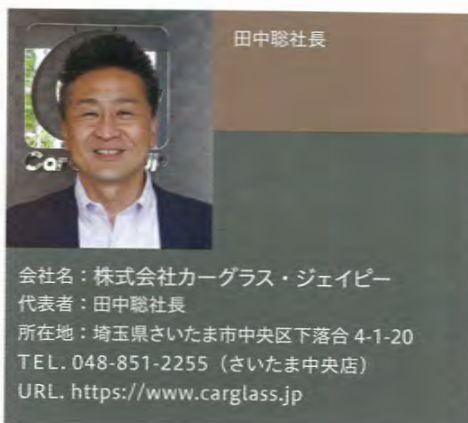 田中聡社長
会社名：株式会社カーグラス・ジェイピー
代表者：田中聡社長
所在地：埼玉県さいたま市中央区下落合 4-1-20
TEL. 048-851-2255（さいたま中央店）
URL. https://www.carglass.jp